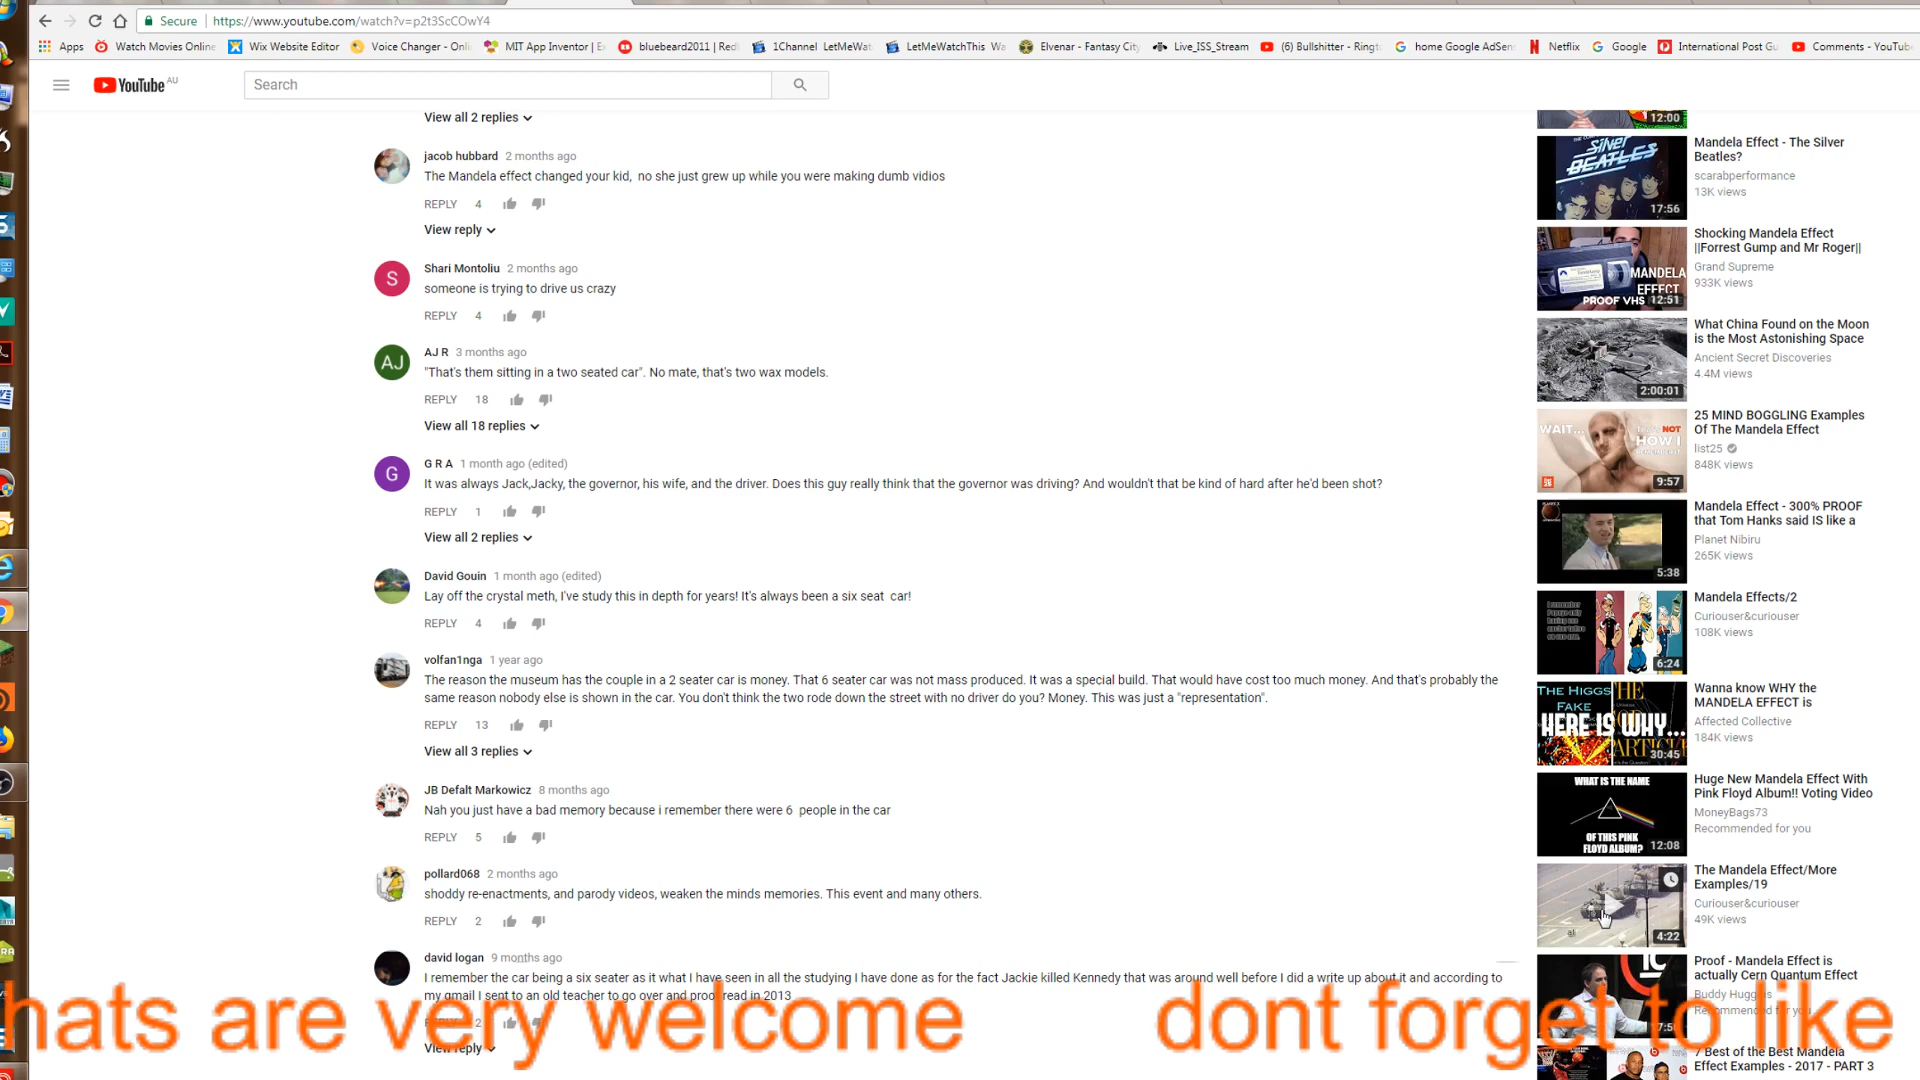 Secure https://www.youtube.com/watch?v=p2t3ScCOwY4
Apps Watch Movies Online Wix Website Editor Voice Changer - Onli MIT App Inventor | E bluebeard2011 | Red 1Channel LetMeWa LetMeWatchThis Wa Elvenar - Fantasy City Live_ISS_Stream (6) Bullshitter - Ringt home Google AdSen Netflix Google International Post Gu Comments - YouTube
YouTube AU
Search
View all 2 replies
jacob hubbard 2 months ago
The Mandela effect changed your kid, no she just grew up while you were making dumb vidios
REPLY 4
View reply
S
Shari Montoliu 2 months ago
someone is trying to drive us crazy
REPLY 4
AJ
AJ R 3 months ago
"That's them sitting in a two seated car". No mate, that's two wax models.
REPLY 18
View all 18 replies
G
G R A 1 month ago (edited)
It was always Jack,Jacky, the governor, his wife, and the driver. Does this guy really think that the governor was driving? And wouldn't that be kind of hard after he'd been shot?
REPLY 1
View all 2 replies
David Gouin 1 month ago (edited)
Lay off the crystal meth, I've study this in depth for years! It's always been a six seat car!
REPLY 4
volfan1nga 1 year ago
The reason the museum has the couple in a 2 seater car is money. That 6 seater car was not mass produced. It was a special build. That would have cost too much money. And that's probably the
same reason nobody else is shown in the car. You don't think the two rode down the street with no driver do you? Money. This was just a "representation".
REPLY 13
View all 3 replies
JB Defalt Markowicz 8 months ago
Nah you just have a bad memory because i remember there were 6 people in the car
REPLY 5
pollard068 2 months ago
shoddy re-enactments, and parody videos, weaken the minds memories. This event and many others.
REPLY 2
david logan 9 months ago
I remember the car being a six seater as it what I have seen in all the studying I have done as for the fact Jackie killed Kennedy that was around well before I did a write up about it and according to
my gmail I sent to an old teacher to go over and proof read in 2013
REPLY 2
View reply
12:00
SILVER
BEATLES
17:56
Mandela Effect - The Silver
Beatles?
scarabperformance
13K views
MANDELA
EFFECT
PROOF VHS
12:51
Shocking Mandela Effect
||Forrest Gump and Mr Roger||
Grand Supreme
933K views
2:00:01
What China Found on the Moon
is the Most Astonishing Space
Ancient Secret Discoveries
4.4M views
WAIT...
NOT
HOW I
9:57
25 MIND BOGGLING Examples
Of The Mandela Effect
list25
848K views
5:38
Mandela Effect - 300% PROOF
that Tom Hanks said IS like a
Planet Nibiru
265K views
6:24
Mandela Effects/2
Curiouser&curiouser
108K views
THE HIGGS
FAKE
HERE IS WHY...
30:45
Wanna know WHY the
MANDELA EFFECT is
Affected Collective
184K views
WHAT IS THE NAME
OF THIS PINK
FLOYD ALBUM?
12:08
Huge New Mandela Effect With
Pink Floyd Album!! Voting Video
MoneyBags73
Recommended for you
4:22
The Mandela Effect/More
Examples/19
Curiouser&curiouser
49K views
Proof - Mandela Effect is
actually Cern Quantum Effect
Buddy Huggins
Recommended for you
7 Best of the Best Mandela
Effect Examples - 2017 - PART 3
hats are very welcome dont forget to like